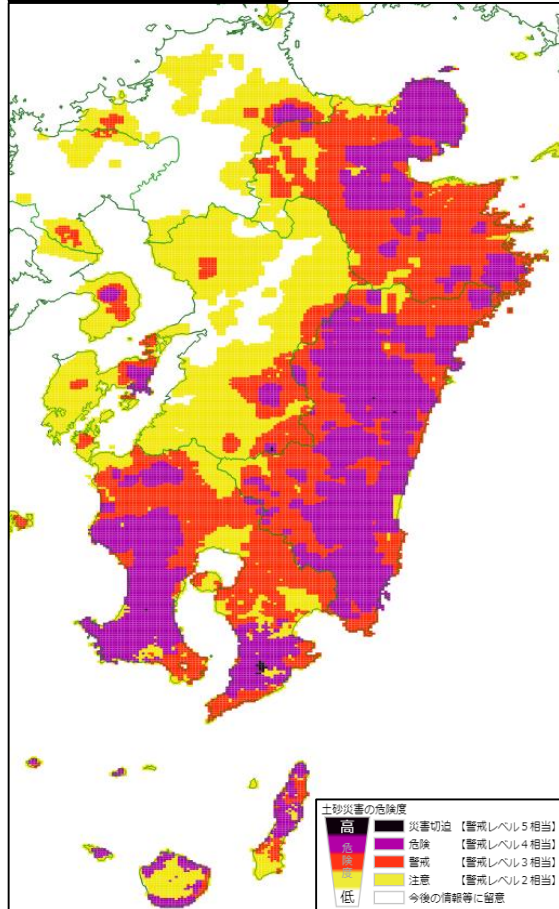 土砂災害の危険度
高
危険度
低
災害切迫 【警戒レベル5相当】
危険 【警戒レベル4相当】
警戒 【警戒レベル3相当】
注意 【警戒レベル2相当】
今後の情報等に留意